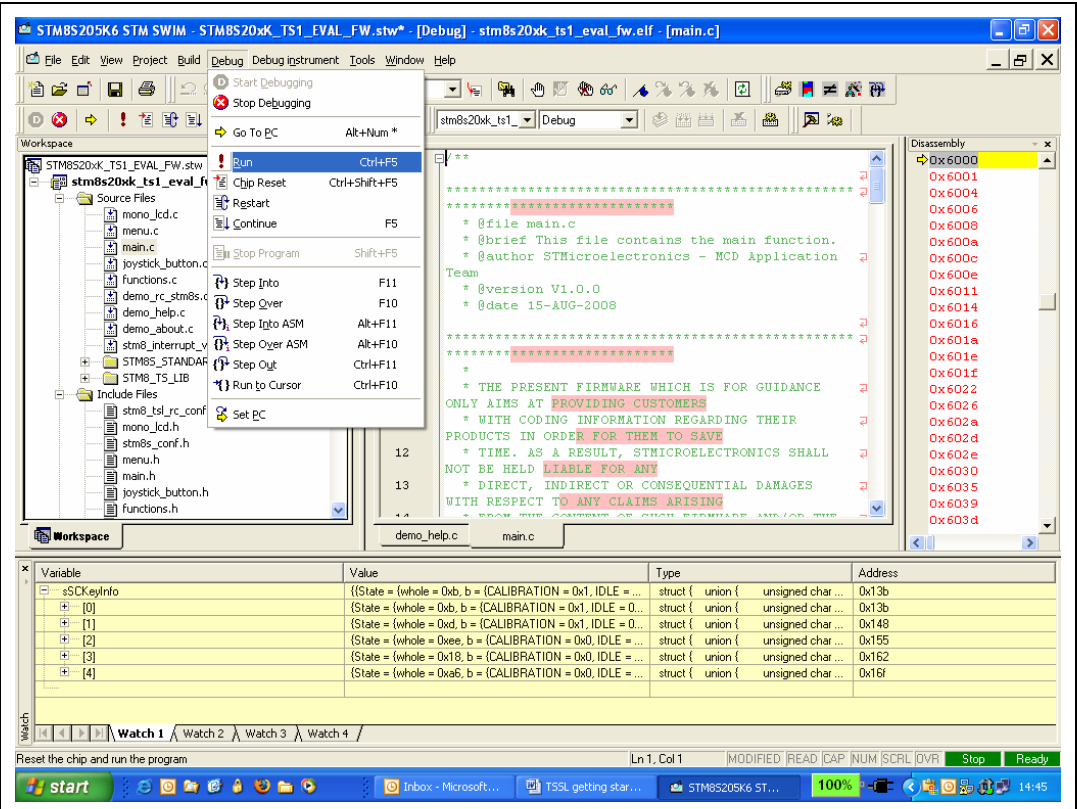 STM8S205K6 STM SWIM - STM8S20xK_TS1_EVAL_FW.stw* - [Debug] - stm8s20xk_ts1_eval_fw.elf - [main.c]
File Edit View Project Build Debug Debug instrument Tools Window Help
Start Debugging
Stop Debugging
Go To PC Alt+Num *
Run Ctrl+F5
Chip Reset Ctrl+Shift+F5
Restart
Continue F5
Stop Program Shift+F5
Step Into F11
Step Over F10
Step Into ASM Alt+F11
Step Over ASM Alt+F10
Step Out Ctrl+F11
Run to Cursor Ctrl+F10
Set PC
stm8s20xk_ts1_ Debug
Workspace
STM8S20xK_TS1_EVAL_FW.stw
stm8s20xk_ts1_eval_f
Source Files
mono_lcd.c
menu.c
main.c
joystick_button.c
functions.c
demo_rc_stm8s.c
demo_help.c
demo_about.c
stm8_interrupt_v
STM8S_STANDAR
STM8_TS_LIB
Include Files
stm8_tsl_rc_conf
mono_lcd.h
stm8s_conf.h
menu.h
main.h
joystick_button.h
functions.h
Workspace
/**
******************************************************
**********************
* @file main.c
* @brief This file contains the main function.
* @author STMicroelectronics - MCD Application
Team
* @version V1.0.0
* @date 15-AUG-2008
******************************************************
**********************
*
* THE PRESENT FIRMWARE WHICH IS FOR GUIDANCE
ONLY AIMS AT PROVIDING CUSTOMERS
* WITH CODING INFORMATION REGARDING THEIR
PRODUCTS IN ORDER FOR THEM TO SAVE
12 * TIME. AS A RESULT, STMICROELECTRONICS SHALL
NOT BE HELD LIABLE FOR ANY
13 * DIRECT, INDIRECT OR CONSEQUENTIAL DAMAGES
WITH RESPECT TO ANY CLAIMS ARISING
14 * FROM THE CONTENT OF SUCH FIRMWARE AND/OR THE
demo_help.c main.c
Disassembly
0x6000
0x6001
0x6004
0x6006
0x6008
0x600a
0x600c
0x600e
0x6011
0x6014
0x6016
0x601a
0x601e
0x601f
0x6022
0x6026
0x602a
0x602d
0x602e
0x6030
0x6035
0x6039
0x603d
Variable Value Type Address
sSCKeyInfo {{State = {whole = 0xb, b = {CALIBRATION = 0x1, IDLE = ... struct { union { unsigned char ... 0x13b
[0] {State = {whole = 0xb, b = {CALIBRATION = 0x1, IDLE = 0... struct { union { unsigned char ... 0x13b
[1] {State = {whole = 0xd, b = {CALIBRATION = 0x1, IDLE = 0... struct { union { unsigned char ... 0x148
[2] {State = {whole = 0xee, b = {CALIBRATION = 0x0, IDLE = ... struct { union { unsigned char ... 0x155
[3] {State = {whole = 0x18, b = {CALIBRATION = 0x0, IDLE = ... struct { union { unsigned char ... 0x162
[4] {State = {whole = 0xa6, b = {CALIBRATION = 0x0, IDLE = ... struct { union { unsigned char ... 0x16f
Watch
Watch 1 Watch 2 Watch 3 Watch 4
Reset the chip and run the program Ln 1, Col 1 MODIFIED READ CAP NUM SCRL OVR Stop Ready
start Inbox - Microsoft... TSSL getting star... STM8S205K6 ST... 100% 14:45